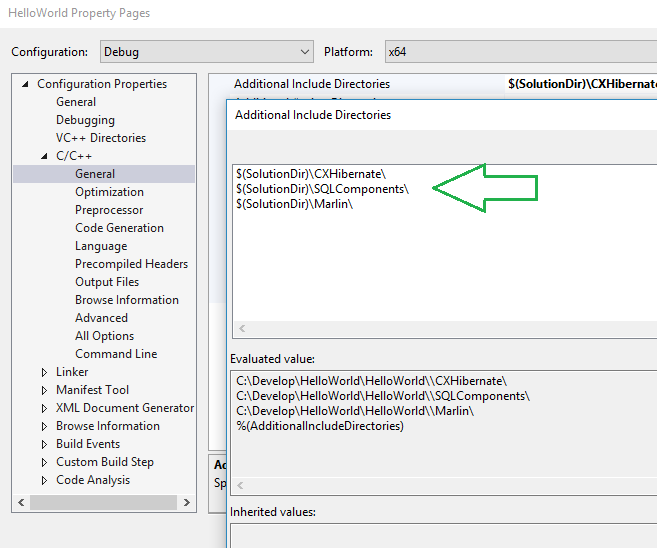 HelloWorld Property Pages
Configuration: Debug Platform: x64
Configuration Properties
General
Debugging
VC++ Directories
C/C++
General
Optimization
Preprocessor
Code Generation
Language
Precompiled Headers
Output Files
Browse Information
Advanced
All Options
Command Line
Linker
Manifest Tool
XML Document Generator
Browse Information
Build Events
Custom Build Step
Code Analysis
Additional Include Directories $(SolutionDir)\CXHibernate
Additional Include Directories
$(SolutionDir)\CXHibernate\
$(SolutionDir)\SQLComponents\
$(SolutionDir)\Marlin\
Evaluated value:
C:\Develop\HelloWorld\HelloWorld\\CXHibernate\
C:\Develop\HelloWorld\HelloWorld\\SQLComponents\
C:\Develop\HelloWorld\HelloWorld\\Marlin\
%(AdditionalIncludeDirectories)
Inherited values:
Ad
Sp